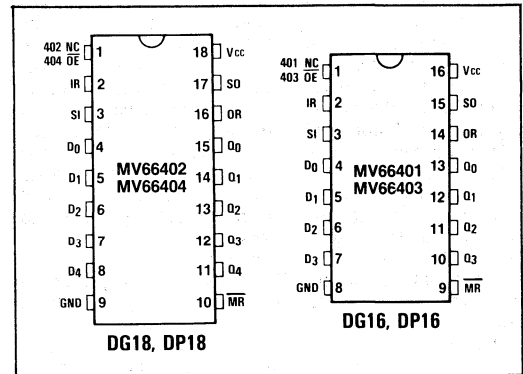 402 NC
404 OE
1
18
Vcc
IR
2
17
SO
SI
3
16
OR
D0
4
15
Q0
D1
5
14
Q1
D2
6
13
Q2
D3
7
12
Q3
D4
8
11
Q4
GND
9
10
MR
MV66402
MV66404
DG18, DP18
401 NC
403 OE
1
16
Vcc
IR
2
15
SO
SI
3
14
OR
D0
4
13
Q0
D1
5
12
Q1
D2
6
11
Q2
D3
7
10
Q3
GND
8
9
MR
MV66401
MV66403
DG16, DP16